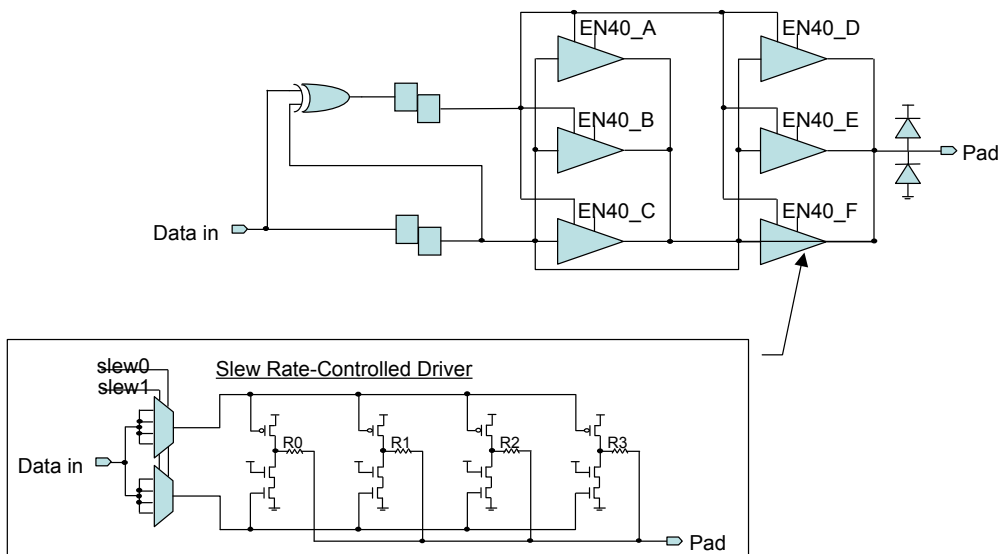 EN40_A
EN40_D
EN40_B
EN40_E
Pad
EN40_C
EN40_F
Data in
slew0
slew1
Slew Rate-Controlled Driver
R0
R1
R2
R3
Data in
Pad